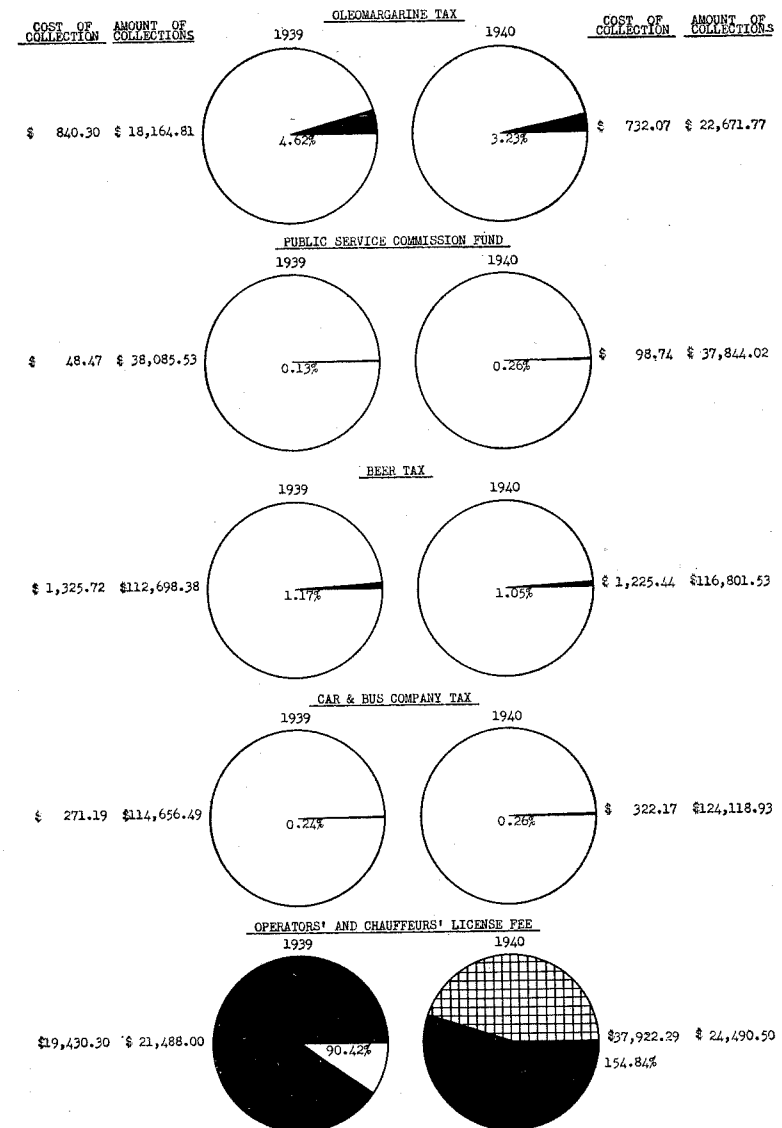 OLEOMARGARINE TAX
COST OF COLLECTION AMOUNT OF COLLECTIONS 1939 1940 COST OF COLLECTION AMOUNT OF COLLECTIONS
$ 840.30 $ 18,164.81 4.62% 3.23% $ 732.07 $ 22,671.77
PUBLIC SERVICE COMMISSION FUND
1939 1940
$ 48.47 $ 38,085.53 0.13% 0.26% $ 98.74 $ 37,844.02
BEER TAX
1939 1940
$ 1,325.72 $112,698.38 1.17% 1.05% $ 1,225.44 $116,801.53
CAR & BUS COMPANY TAX
1939 1940
$ 271.19 $114,656.49 0.24% 0.26% $ 322.17 $124,118.93
OPERATORS' AND CHAUFFEURS' LICENSE FEE
1939 1940
$19,430.30 $ 21,488.00 90.42% $37,922.29 $ 24,490.50
154.84%